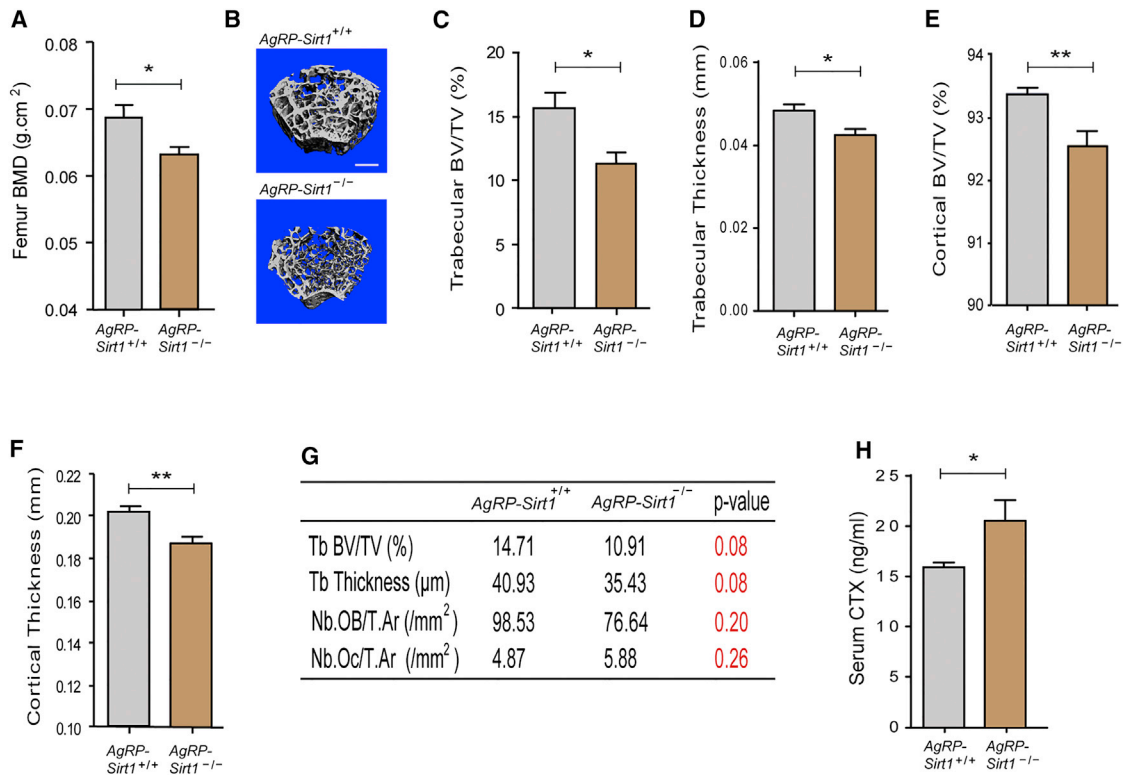 A
Femur BMD (g.cm²)
0.08
0.07
0.06
0.05
0.04
*
AgRP-
Sirt1+/+
AgRP-
Sirt1−/−
B
AgRP-Sirt1+/+
AgRP-Sirt1−/−
C
Trabecular BV/TV (%)
20
15
10
5
0
*
AgRP-
Sirt1+/+
AgRP-
Sirt1−/−
D
Trabecular Thickness (mm)
0.06
0.04
0.02
0.00
*
AgRP-
Sirt1+/+
AgRP-
Sirt1−/−
E
Cortical BV/TV (%)
94
93
92
91
90
**
AgRP-
Sirt1+/+
AgRP-
Sirt1−/−
F
Cortical Thickness (mm)
0.22
0.20
0.18
0.16
0.14
0.12
0.10
**
AgRP-
Sirt1+/+
AgRP-
Sirt1−/−
G
AgRP-Sirt1+/+ AgRP-Sirt1−/− p-value
Tb BV/TV (%) 14.71 10.91 0.08
Tb Thickness (µm) 40.93 35.43 0.08
Nb.OB/T.Ar (/mm²) 98.53 76.64 0.20
Nb.Oc/T.Ar (/mm²) 4.87 5.88 0.26
H
Serum CTX (ng/ml)
25
20
15
10
5
0
*
AgRP-
Sirt1+/+
AgRP-
Sirt1−/−